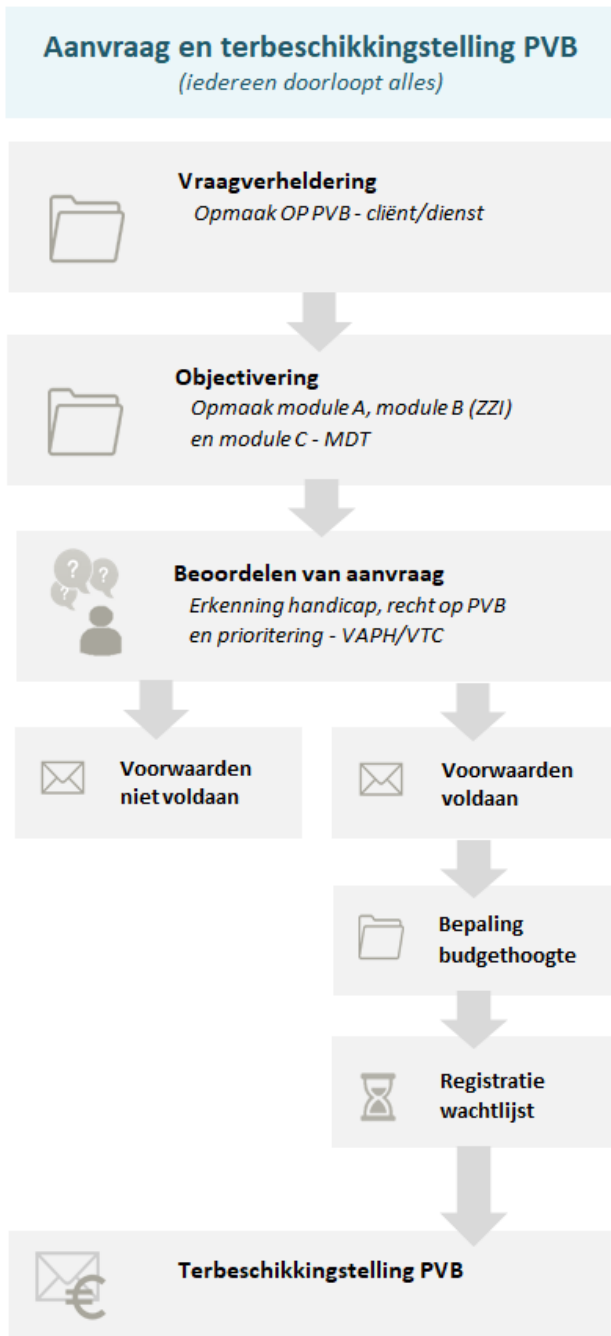 Aanvraag en terbeschikkingstelling PVB
(iedereen doorloopt alles)
Vraagverheldering
Opmaak OP PVB - cliënt/dienst
Objectivering
Opmaak module A, module B (ZZI)
en module C - MDT
? ? ?
Beoordelen van aanvraag
Erkenning handicap, recht op PVB
en prioritering - VAPH/VTC
Voorwaarden
niet voldaan
Voorwaarden
voldaan
Bepaling
budgethoogte
Registratie
wachtlijst
€
Terbeschikkingstelling PVB